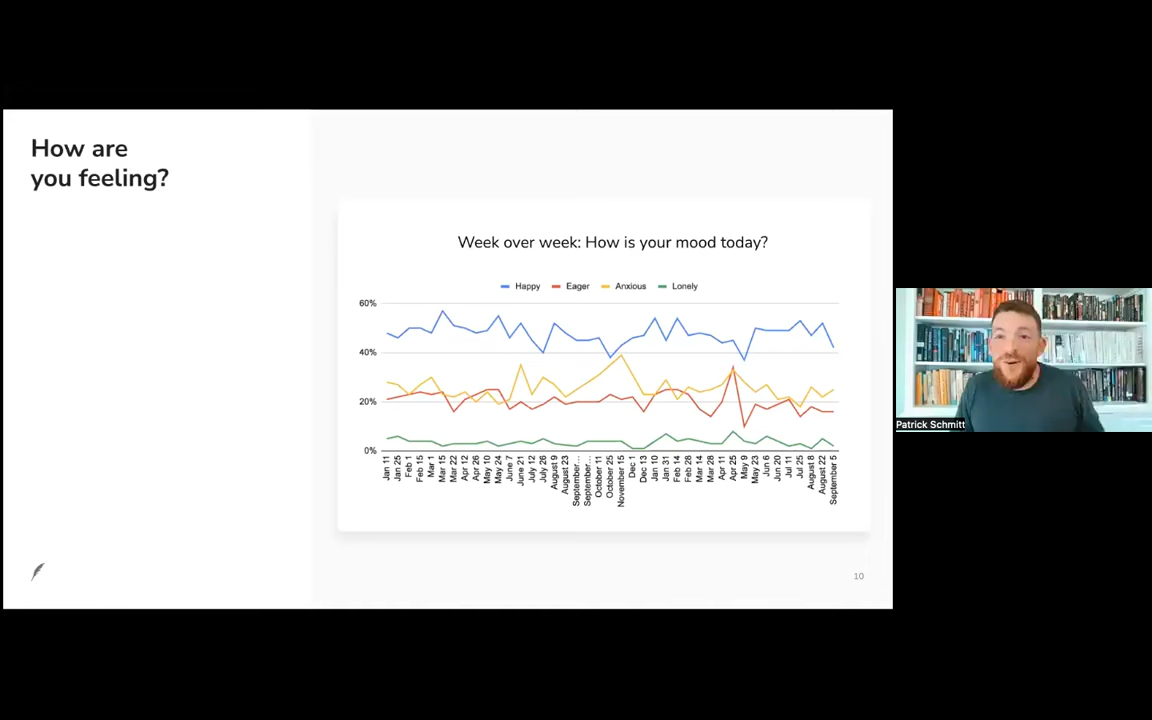 How are
you feeling?
Week over week: How is your mood today?
Happy Eager Anxious Lonely
60%
40%
20%
0%
Jan 11
Jan 25
Feb 1
Feb 15
Mar 1
Mar 15
Mar 22
Apr 12
Apr 26
May 10
May 24
June 7
June 21
July 12
July 26
August 9
August 23
September...
September...
October 11
October 25
November 15
Dec 1
Dec 13
Jan 10
Jan 31
Feb 14
Feb 28
Mar 14
Mar 28
Apr 11
Apr 25
May 9
May 23
Jun 6
Jun 20
Jul 11
Jul 25
August 8
August 22
September 5
10
Patrick Schmitt